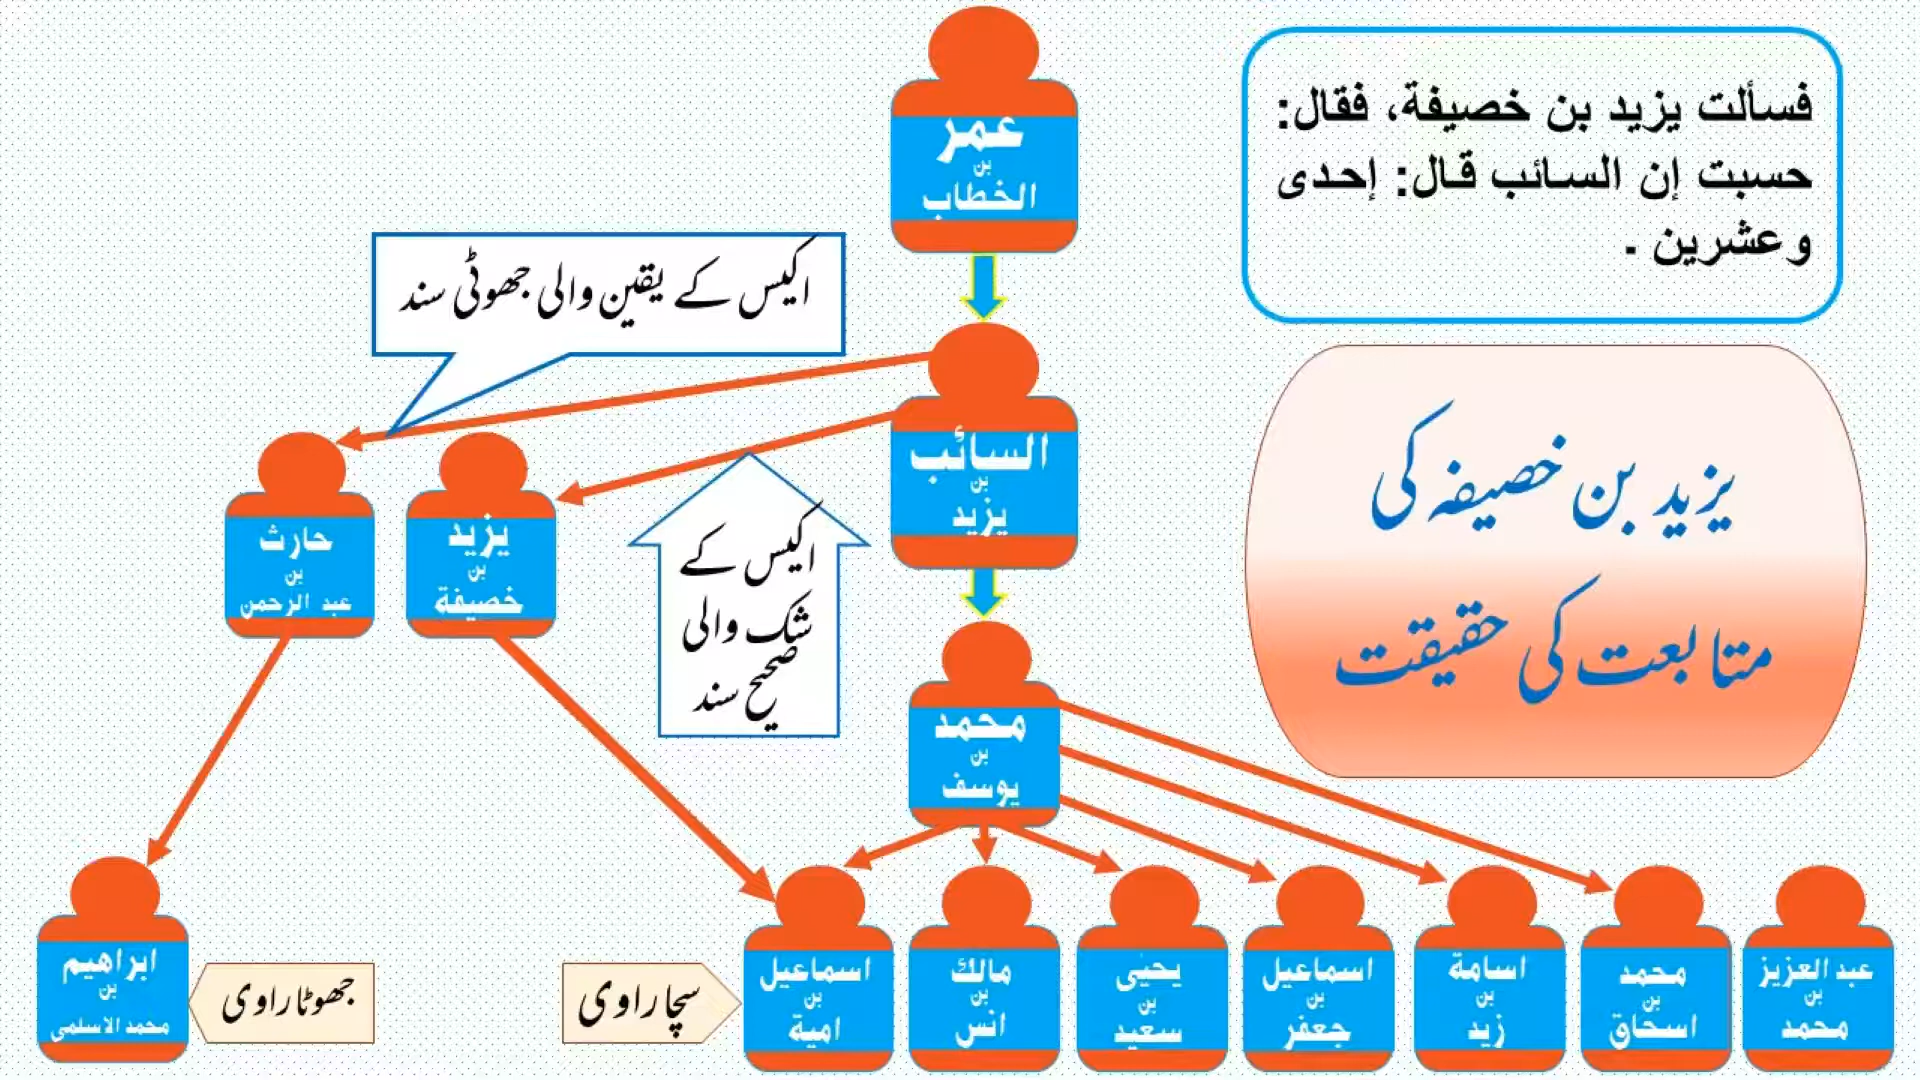 عمر
بن
الخطاب
فسألت يزيد بن خصيفة، فقال:
حسبت إن السائب قال: إحدى
وعشرين ۔
اکیس کے یقین والی جھوٹی سند
یزید بن خصیفہ کی
متابعت کی حقیقت
السائب
بن
يزيد
حارث
بن
عبد الرحمن
يزيد
بن
خصيفة
اکیس کے
شک والی
صحیح سند
محمد
بن
يوسف
ابراهيم
بن
محمد الاسلمى
جھوٹا راوی
سچا راوی
اسماعيل
بن
امية
مالك
بن
انس
يحيٰى
بن
سعيد
اسماعيل
بن
جعفر
اسامة
بن
زيد
محمد
بن
اسحاق
عبد العزيز
بن
محمد